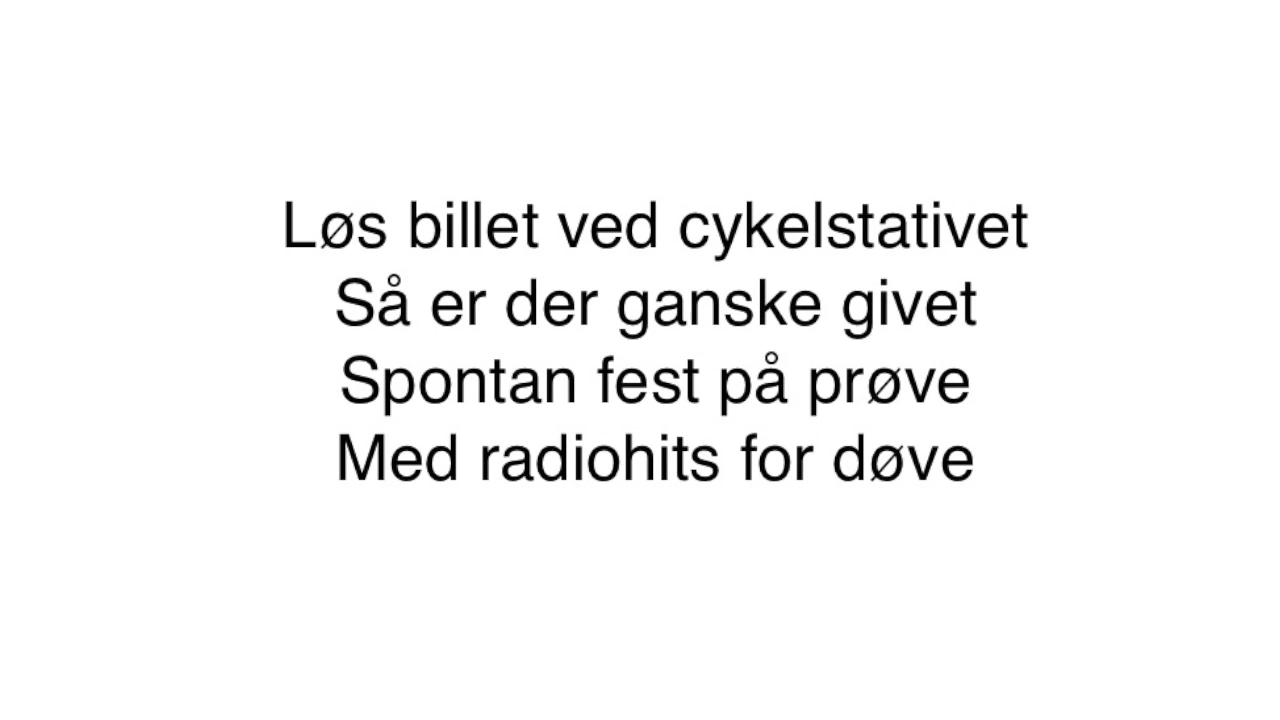 Løs billet ved cykelstativet
Så er der ganske givet
Spontan fest på prøve
Med radiohits for døve